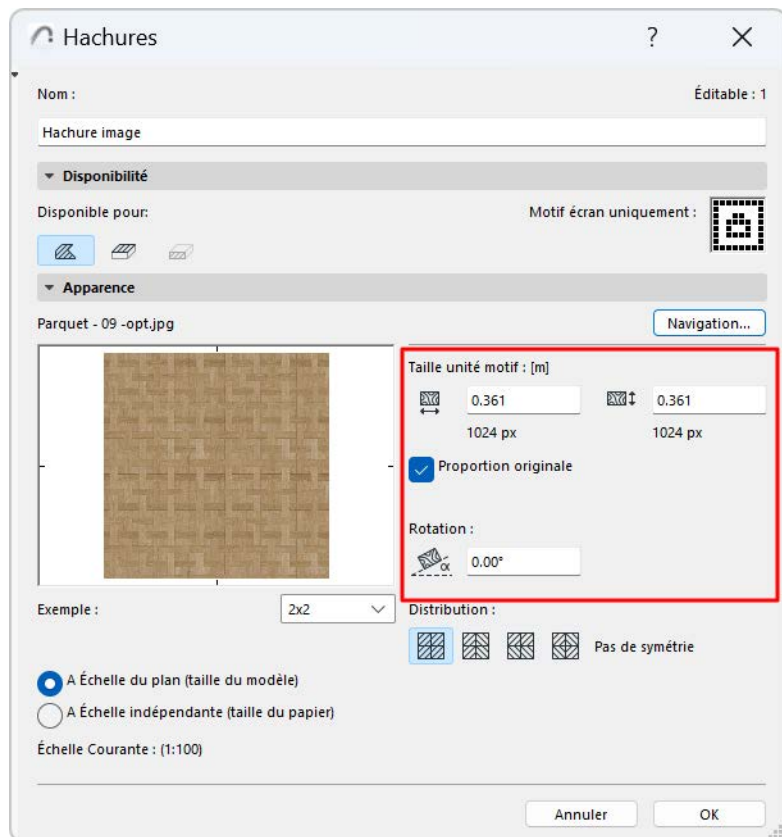 Hachures ?
Nom : Éditable : 1
Hachure image
Disponibilité
Disponible pour: Motif écran uniquement :
Apparence
Parquet - 09 -opt.jpg Navigation...
Taille unité motif : [m]
0.361 0.361
1024 px 1024 px
Proportion originale
Rotation :
α 0.00°
Exemple : 2x2 Distribution :
Pas de symétrie
A Échelle du plan (taille du modèle)
A Échelle indépendante (taille du papier)
Échelle Courante : (1:100)
Annuler OK